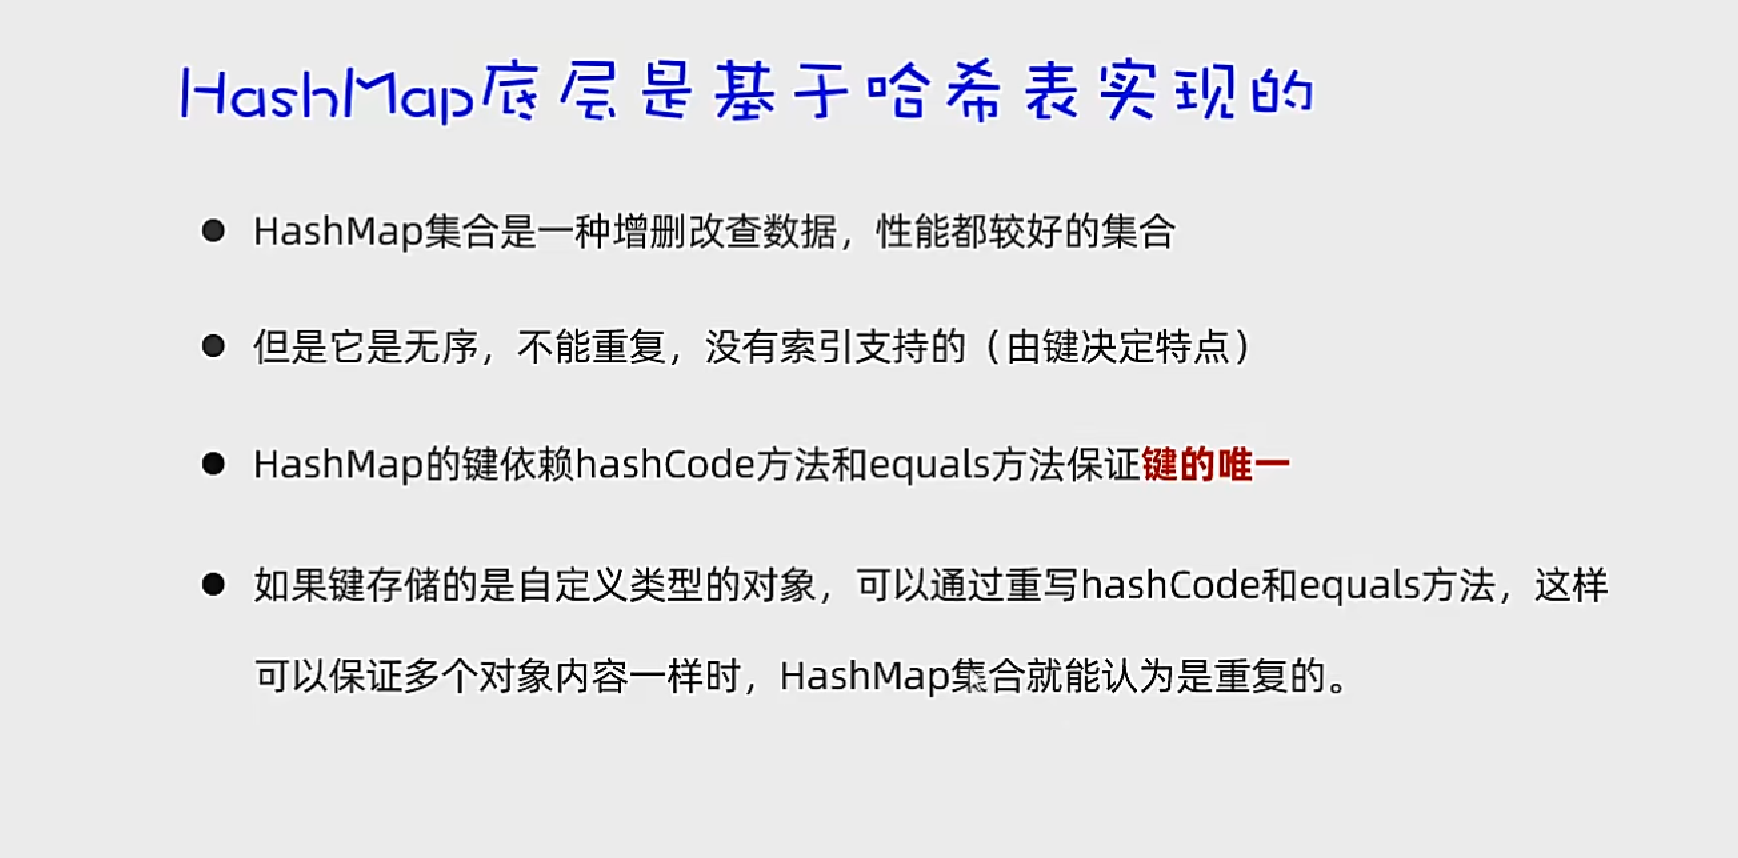 HashMap底层是基于哈希表实现的
● HashMap集合是一种增删改查数据，性能都较好的集合
● 但是它是无序，不能重复，没有索引支持的（由键决定特点）
● HashMap的键依赖hashCode方法和equals方法保证键的唯一
● 如果键存储的是自定义类型的对象，可以通过重写hashCode和equals方法，这样
可以保证多个对象内容一样时，HashMap集合就能认为是重复的。